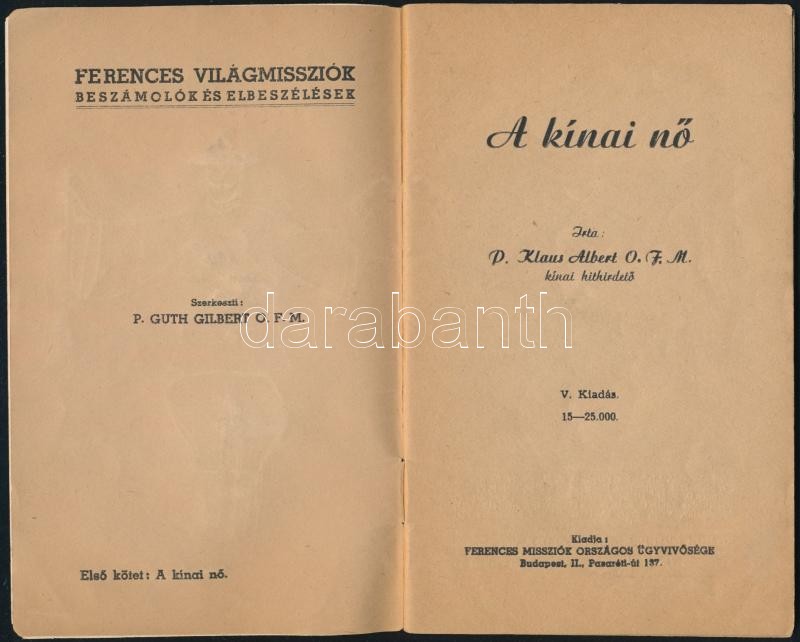 FERENCES VILÁGMISSZIÓK
BESZÁMOLÓK ÉS ELBESZÉLÉSEK
Szerkeszti:
P. GUTH GILBERT O. F. M.
Első kötet: A kínai nő.
A kínai nő
Irta:
P. Klaus Albert O. F. M.
kínai hithirdető
V. Kiadás.
15—25.000.
Kiadja:
FERENCES MISSZIÓK ORSZÁGOS ÜGYVIVŐSÉGE
Budapest, II., Pasaréti-út 137.
darabanth